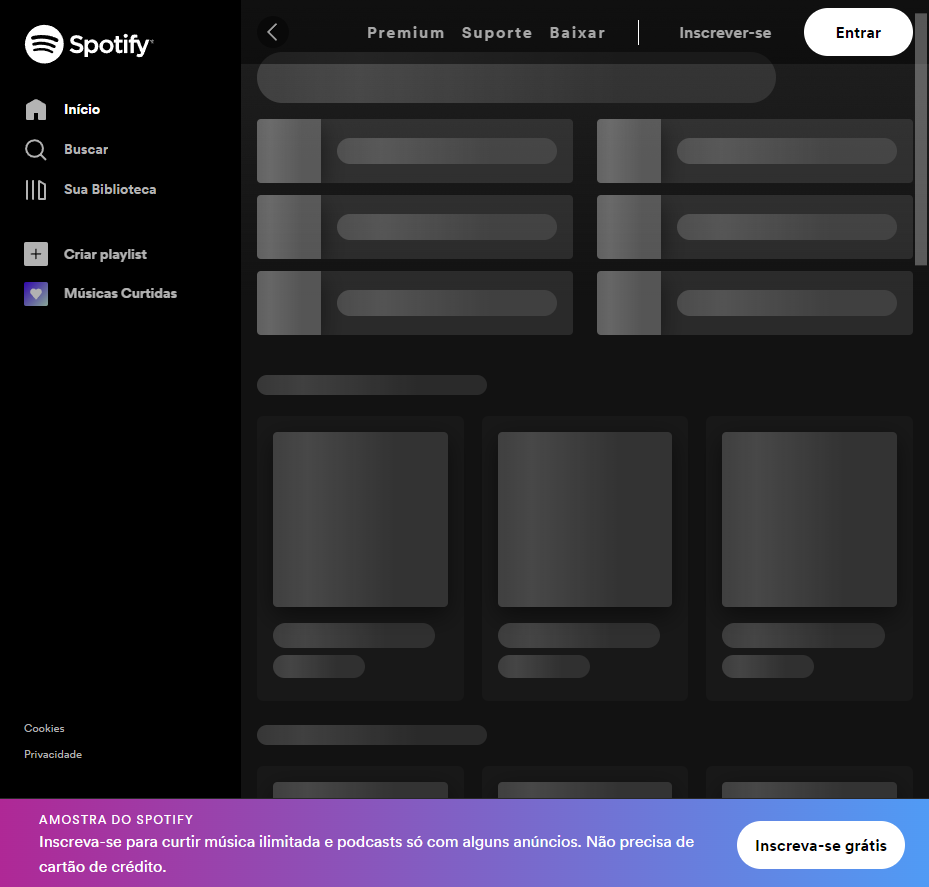 Spotify
Premium Suporte Baixar Inscrever-se Entrar
Início
Buscar
Sua Biblioteca
Criar playlist
Músicas Curtidas
Cookies
Privacidade
AMOSTRA DO SPOTIFY
Inscreva-se para curtir música ilimitada e podcasts só com alguns anúncios. Não precisa de
cartão de crédito.
Inscreva-se grátis